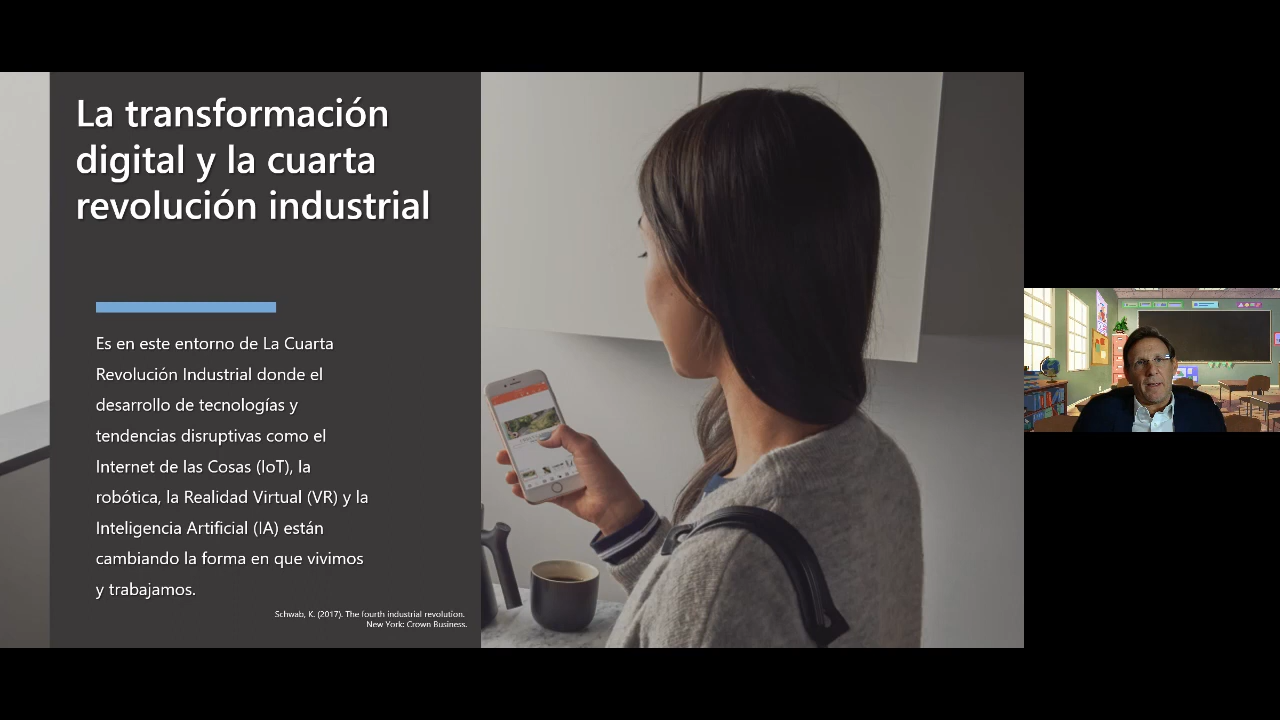 La transformación
digital y la cuarta
revolución industrial
Es en este entorno de La Cuarta
Revolución Industrial donde el
desarrollo de tecnologías y
tendencias disruptivas como el
Internet de las Cosas (IoT), la
robótica, la Realidad Virtual (VR) y la
Inteligencia Artificial (IA) están
cambiando la forma en que vivimos
y trabajamos.
Schwab, K. (2017). The fourth industrial revolution.
New York: Crown Business.